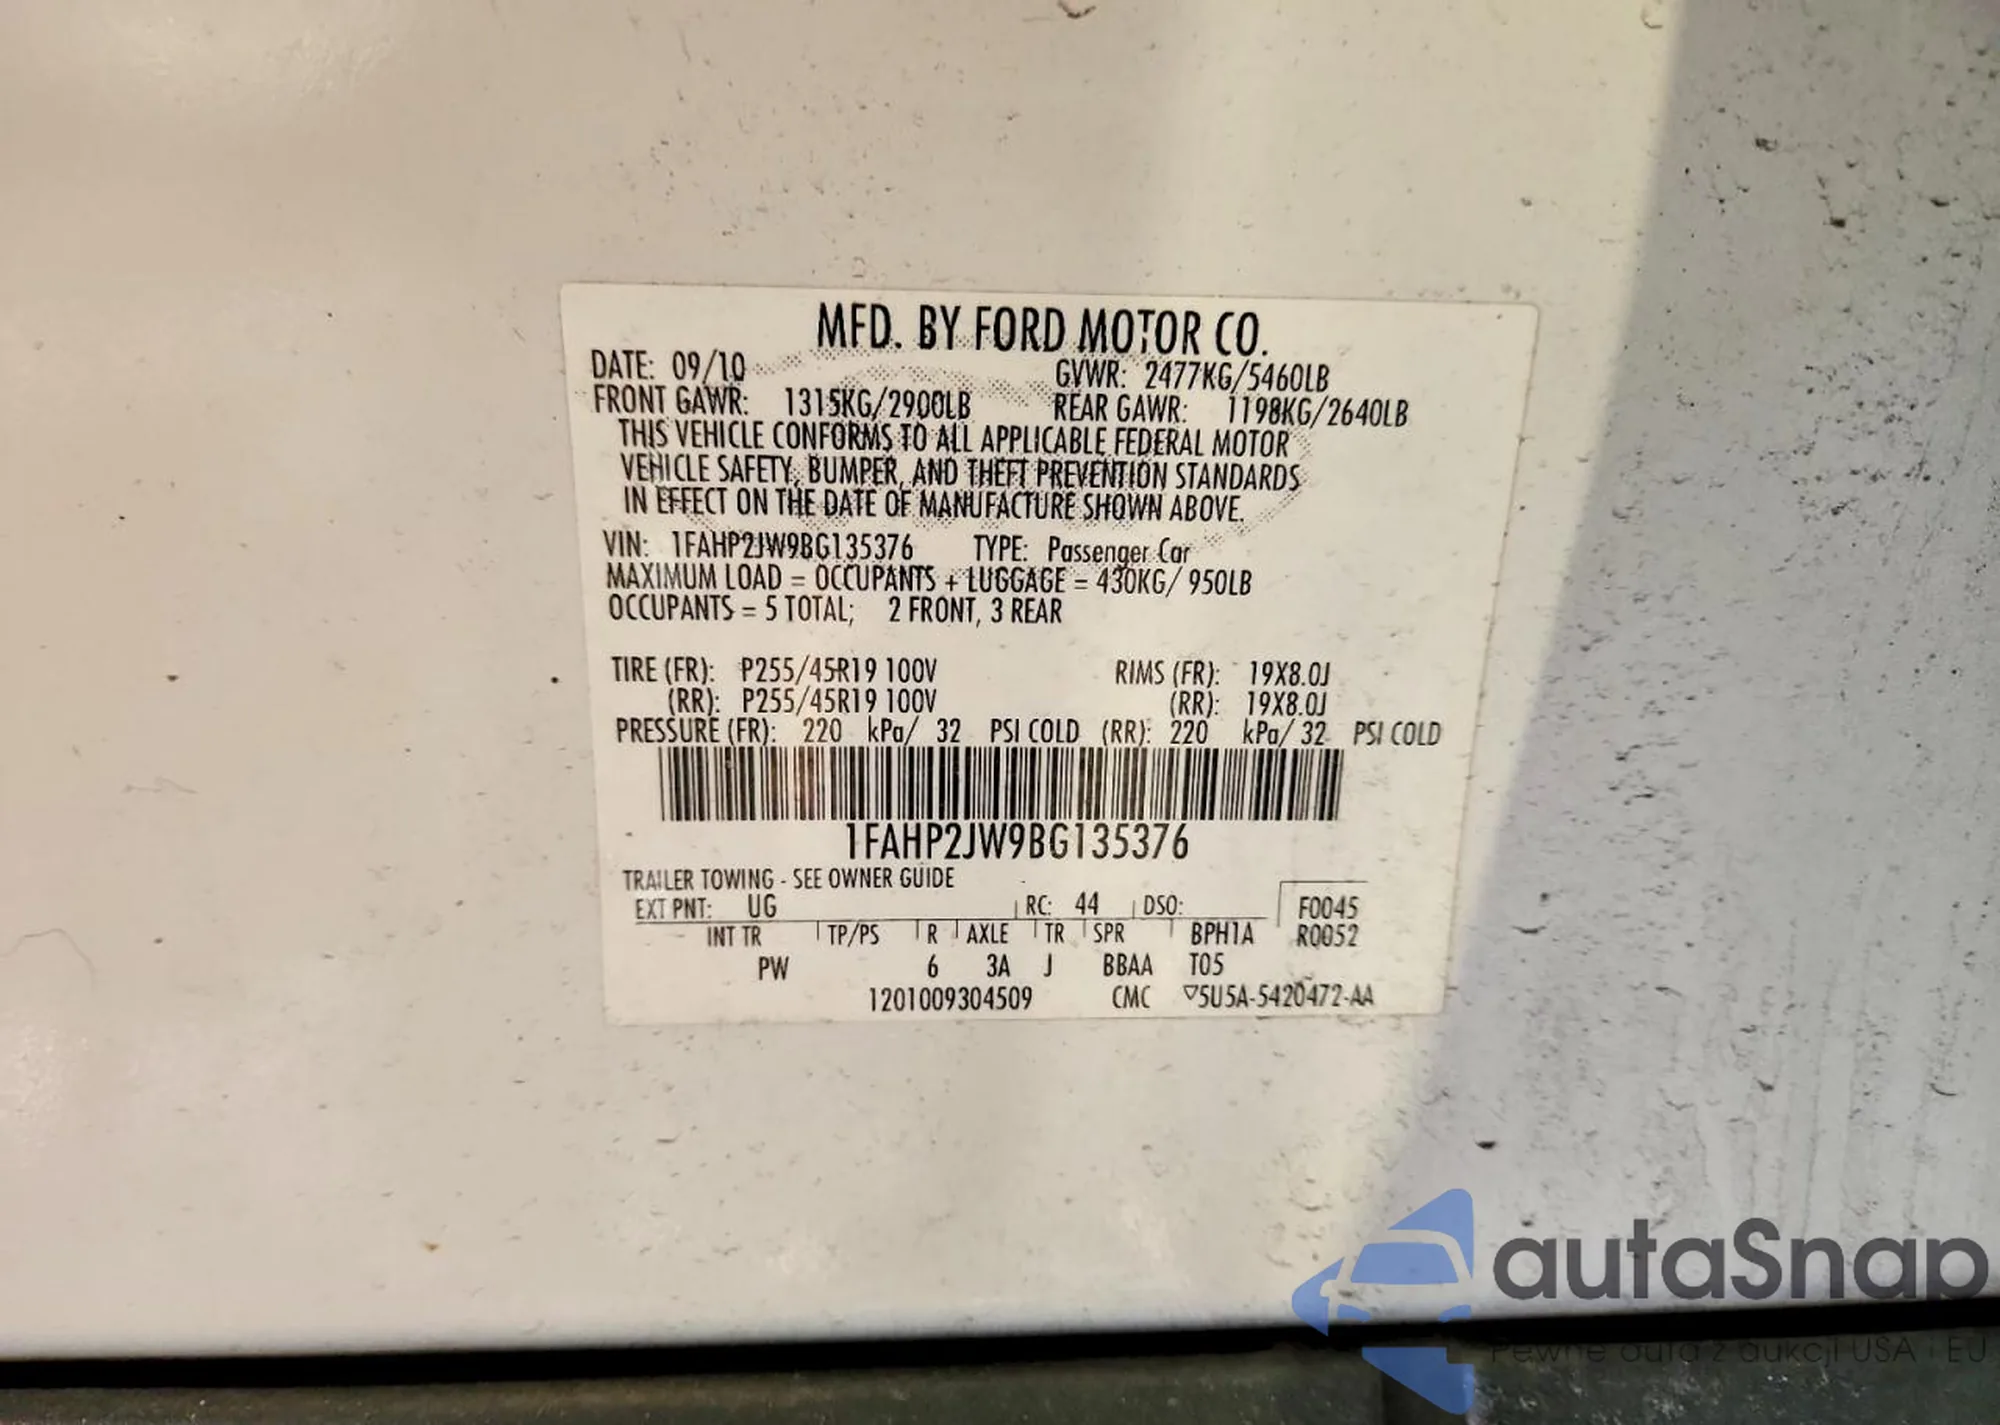 MFD. BY FORD MOTOR CO.
DATE: 09/10 GVWR: 2477KG/5460LB
FRONT GAWR: 1315KG/2900LB REAR GAWR: 1198KG/2640LB
THIS VEHICLE CONFORMS TO ALL APPLICABLE FEDERAL MOTOR
VEHICLE SAFETY, BUMPER, AND THEFT PREVENTION STANDARDS
IN EFFECT ON THE DATE OF MANUFACTURE SHOWN ABOVE.
VIN: 1FAHP2JW9BG135376 TYPE: Passenger Car
MAXIMUM LOAD = OCCUPANTS + LUGGAGE = 430KG/ 950LB
OCCUPANTS = 5 TOTAL; 2 FRONT, 3 REAR
TIRE (FR): P255/45R19 100V RIMS (FR): 19X8.0J
(RR): P255/45R19 100V (RR): 19X8.0J
PRESSURE (FR): 220 kPa/ 32 PSI COLD (RR): 220 kPa/ 32 PSI COLD
1FAHP2JW9BG135376
TRAILER TOWING - SEE OWNER GUIDE
EXT PNT: UG RC: 44 DSO: F0045
INT TR TP/PS R AXLE TR SPR BPH1A R0052
PW 6 3A J BBAA T05
1201009304509 CMC ▽5U5A-5420472-AA
autaSnap
Pewne auta z aukcji USA i EU